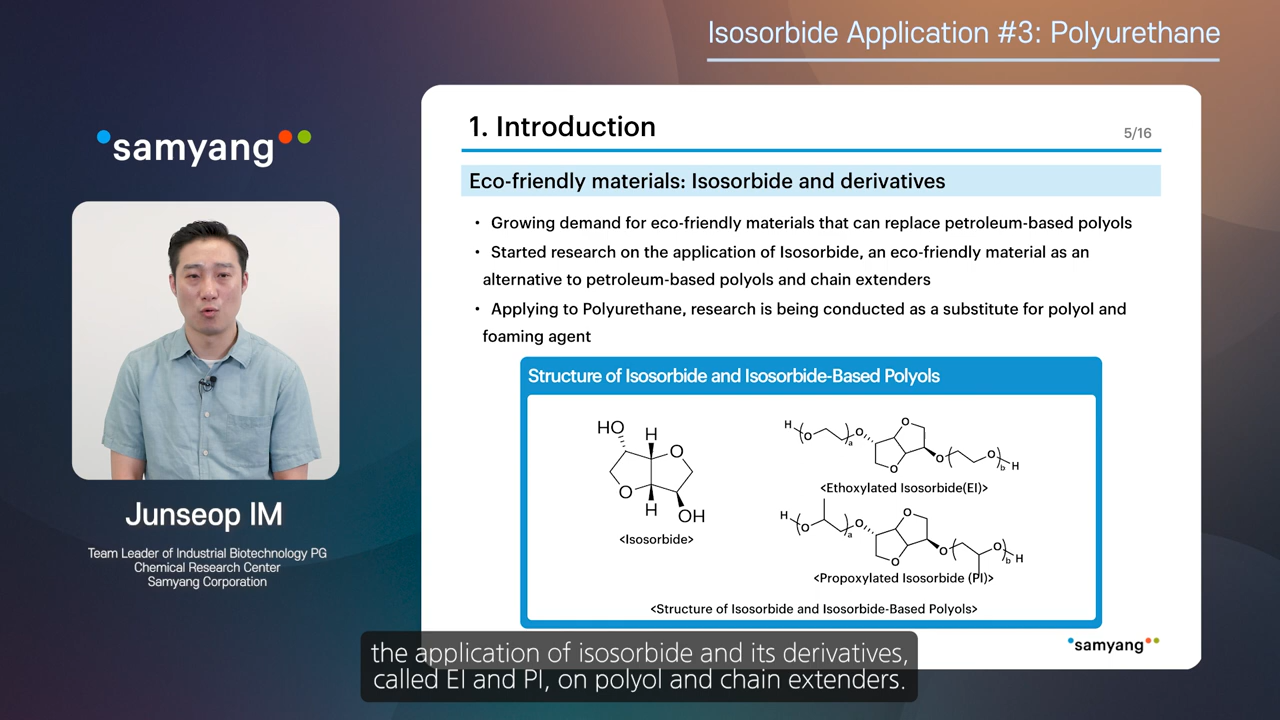 Isosorbide Application #3: Polyurethane
samyang
Junseop IM
Team Leader of Industrial Biotechnology PG
Chemical Research Center
Samyang Corporation
1. Introduction
5/16
Eco-friendly materials: Isosorbide and derivatives
• Growing demand for eco-friendly materials that can replace petroleum-based polyols
• Started research on the application of Isosorbide, an eco-friendly material as an
alternative to petroleum-based polyols and chain extenders
• Applying to Polyurethane, research is being conducted as a substitute for polyol and
foaming agent
Structure of Isosorbide and Isosorbide-Based Polyols
HO
H
O
O
H
OH
<Isosorbide>
H
O
a
O
O
O
O
O
b
H
<Ethoxylated Isosorbide(EI)>
H
O
a
O
O
O
O
O
b
H
<Propoxylated Isosorbide (PI)>
<Structure of Isosorbide and Isosorbide-Based Polyols>
samyang
the application of isosorbide and its derivatives,
called EI and PI, on polyol and chain extenders.